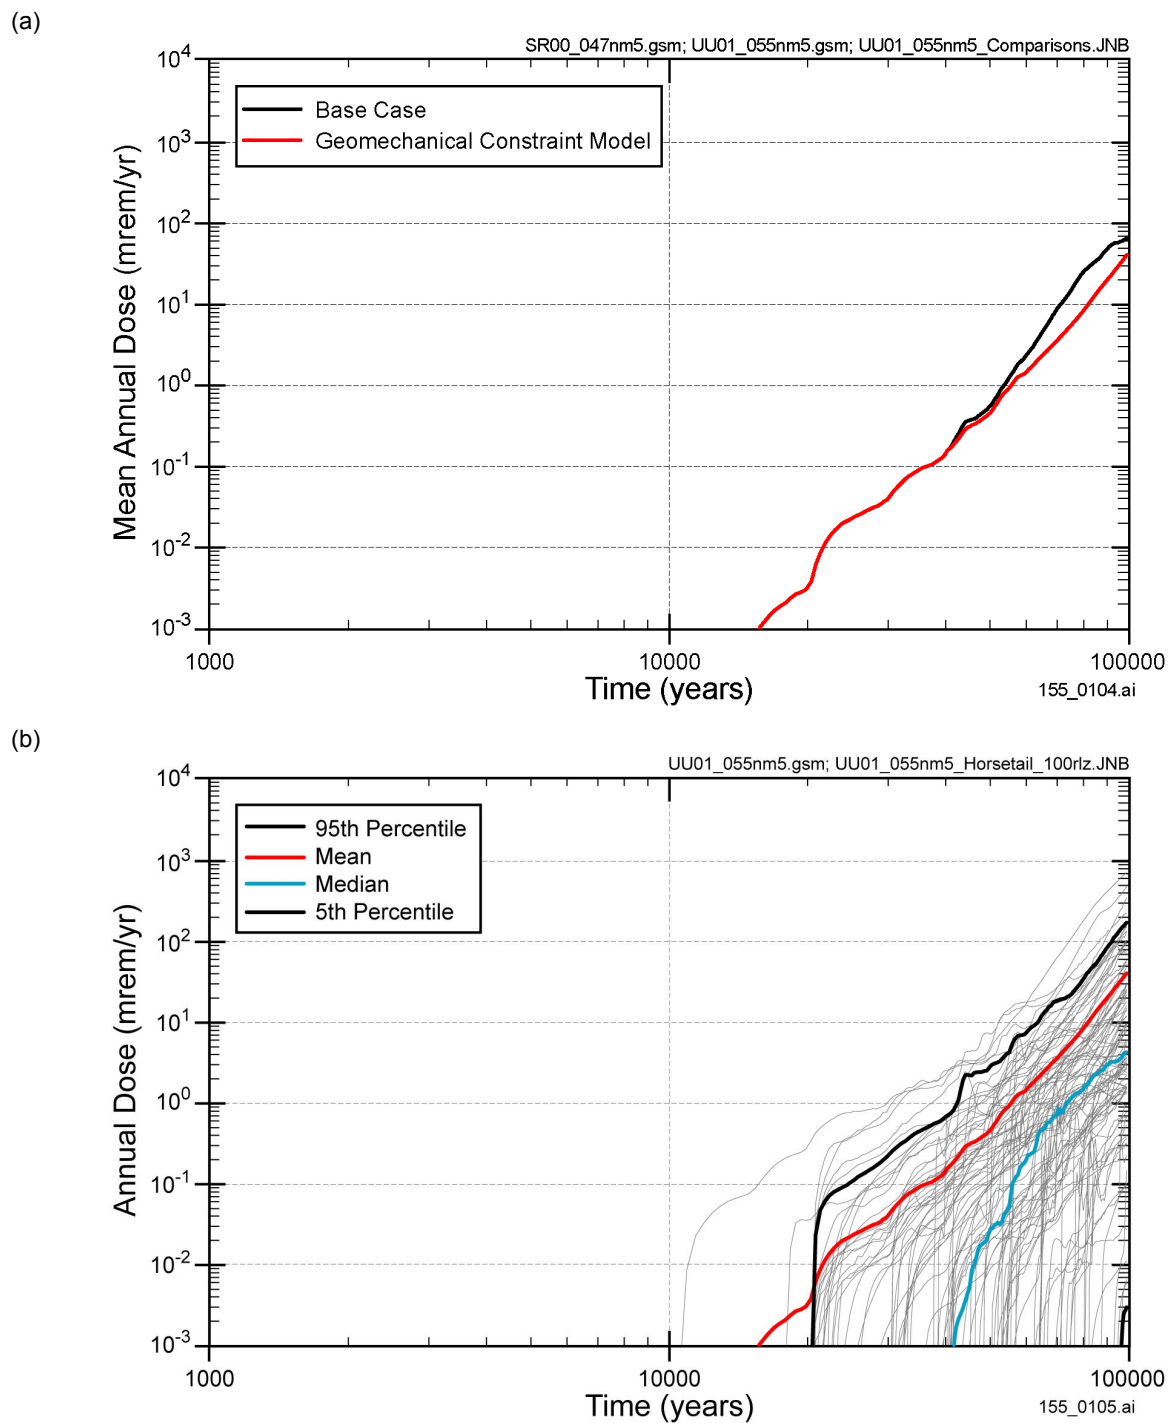 (a)
SR00_047nm5.gsm; UU01_055nm5.gsm; UU01_055nm5_Comparisons.JNB
Mean Annual Dose (mrem/yr)
10^4
10^3
10^2
10^1
10^0
10^-1
10^-2
10^-3
Base Case
Geomechanical Constraint Model
1000 10000 100000
Time (years)
155_0104.ai
(b)
UU01_055nm5.gsm; UU01_055nm5_Horsetail_100rlz.JNB
Annual Dose (mrem/yr)
10^4
10^3
10^2
10^1
10^0
10^-1
10^-2
10^-3
95th Percentile
Mean
Median
5th Percentile
1000 10000 100000
Time (years)
155_0105.ai